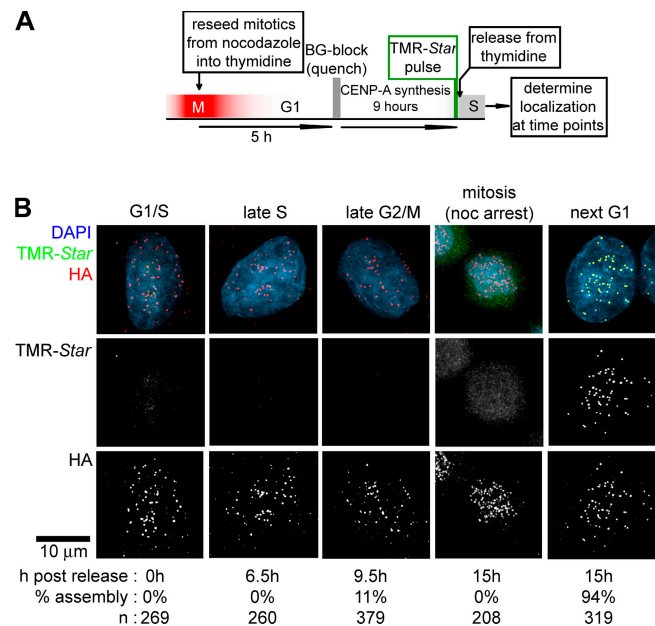 A
reseed mitotics
from nocodazole
into thymidine
BG-block
(quench)
TMR-Star
pulse
release from
thymidine
M
G1
CENP-A synthesis
9 hours
S
determine
localization
at time points
5 h
B
G1/S
late S
late G2/M
mitosis
(noc arrest)
next G1
DAPI
TMR-Star
HA
TMR-Star
HA
10 μm
h post release : 0h 6.5h 9.5h 15h 15h
% assembly : 0% 0% 11% 0% 94%
n : 269 260 379 208 319